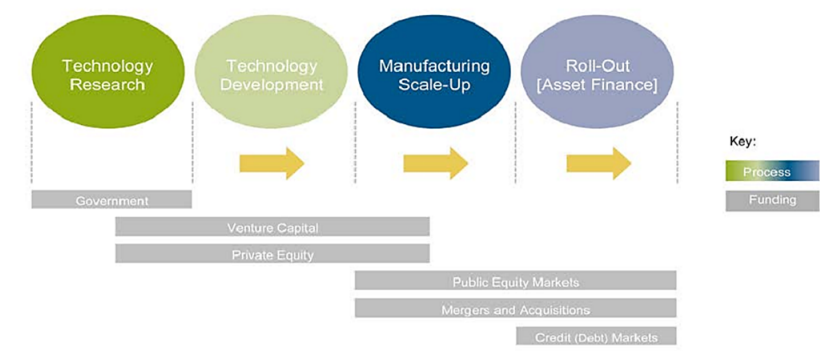 Technology
Research
Technology
Development
Manufacturing
Scale-Up
Roll-Out
[Asset Finance]
Key:
Process
Funding
Government
Venture Capital
Private Equity
Public Equity Markets
Mergers and Acquisitions
Credit (Debt) Markets